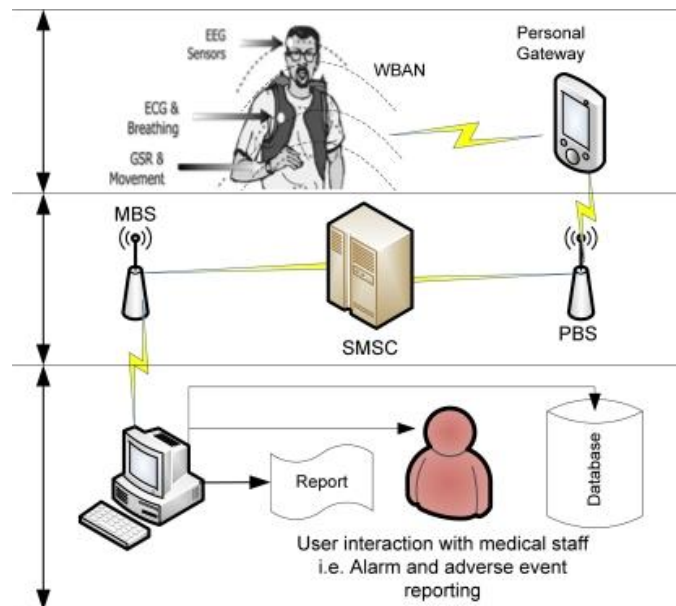 EEG
Sensors
WBAN
Personal
Gateway
ECG &
Breathing
GSR &
Movement
MBS
SMSC
PBS
Report
Database
User interaction with medical staff
i.e. Alarm and adverse event
reporting